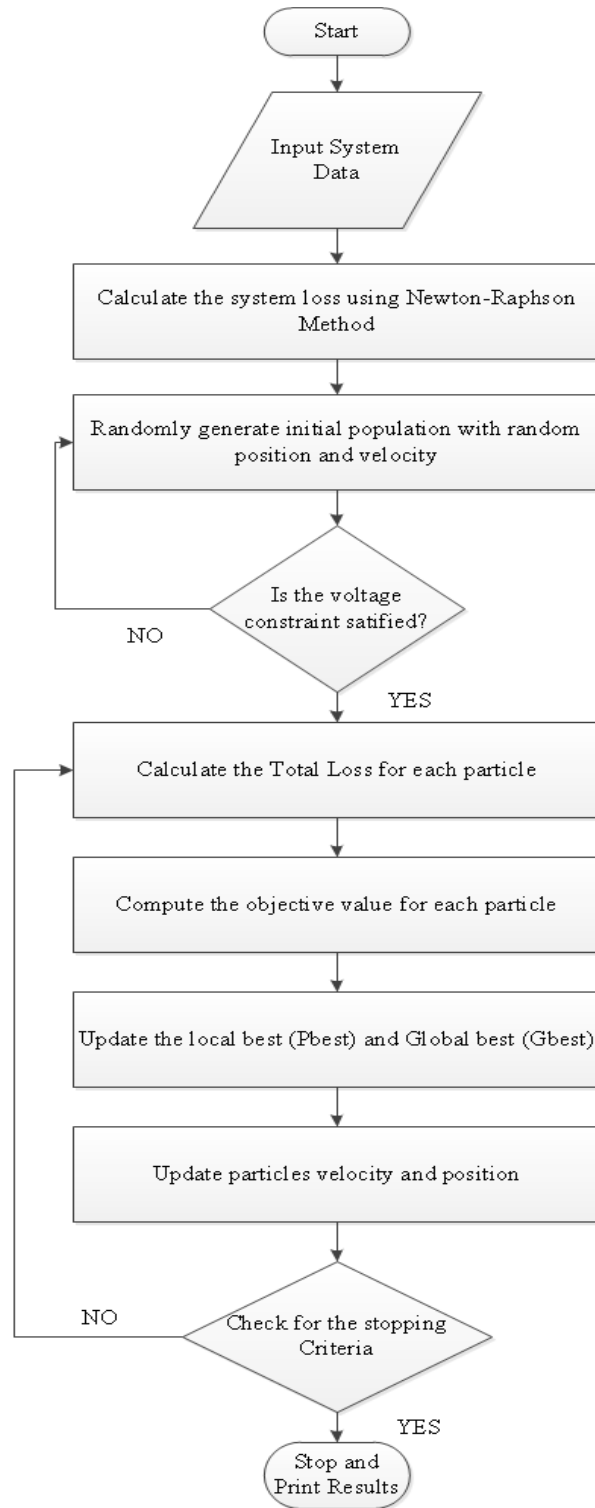 Start
Input System
Data
Calculate the system loss using Newton-Raphson
Method
Randomly generate initial population with random
position and velocity
Is the voltage
constraint satified?
NO
YES
Calculate the Total Loss for each particle
Compute the objective value for each particle
Update the local best (Pbest) and Global best (Gbest)
Update particles velocity and position
NO
Check for the stopping
Criteria
YES
Stop and
Print Results